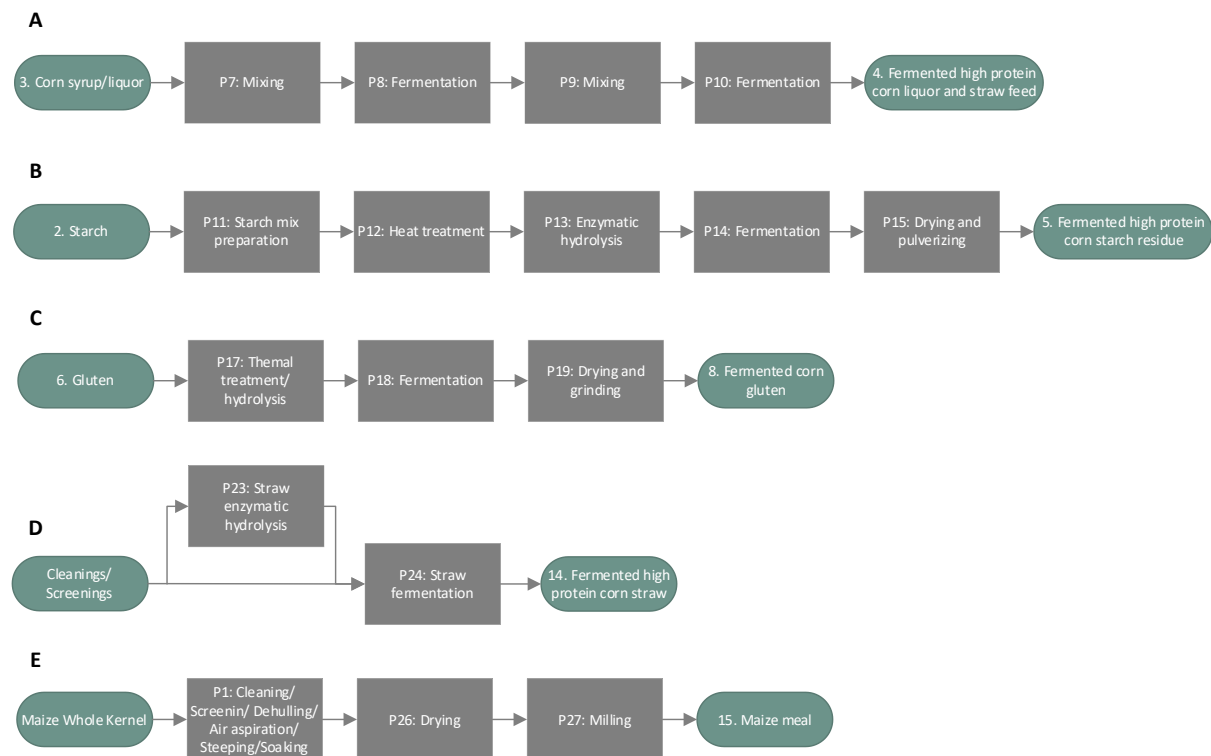 A
3. Corn syrup/liquor
P7: Mixing
P8: Fermentation
P9: Mixing
P10: Fermentation
4. Fermented high protein
corn liquor and straw feed
B
2. Starch
P11: Starch mix
preparation
P12: Heat treatment
P13: Enzymatic
hydrolysis
P14: Fermentation
P15: Drying and
pulverizing
5. Fermented high protein
corn starch residue
C
6. Gluten
P17: Themal
treatment/
hydrolysis
P18: Fermentation
P19: Drying and
grinding
8. Fermented corn
gluten
P23: Straw
enzymatic
hydrolysis
D
Cleanings/
Screenings
P24: Straw
fermentation
14. Fermented high
protein corn straw
E
Maize Whole Kernel
P1: Cleaning/
Screenin/ Dehulling/
Air aspiration/
Steeping/Soaking
P26: Drying
P27: Milling
15. Maize meal